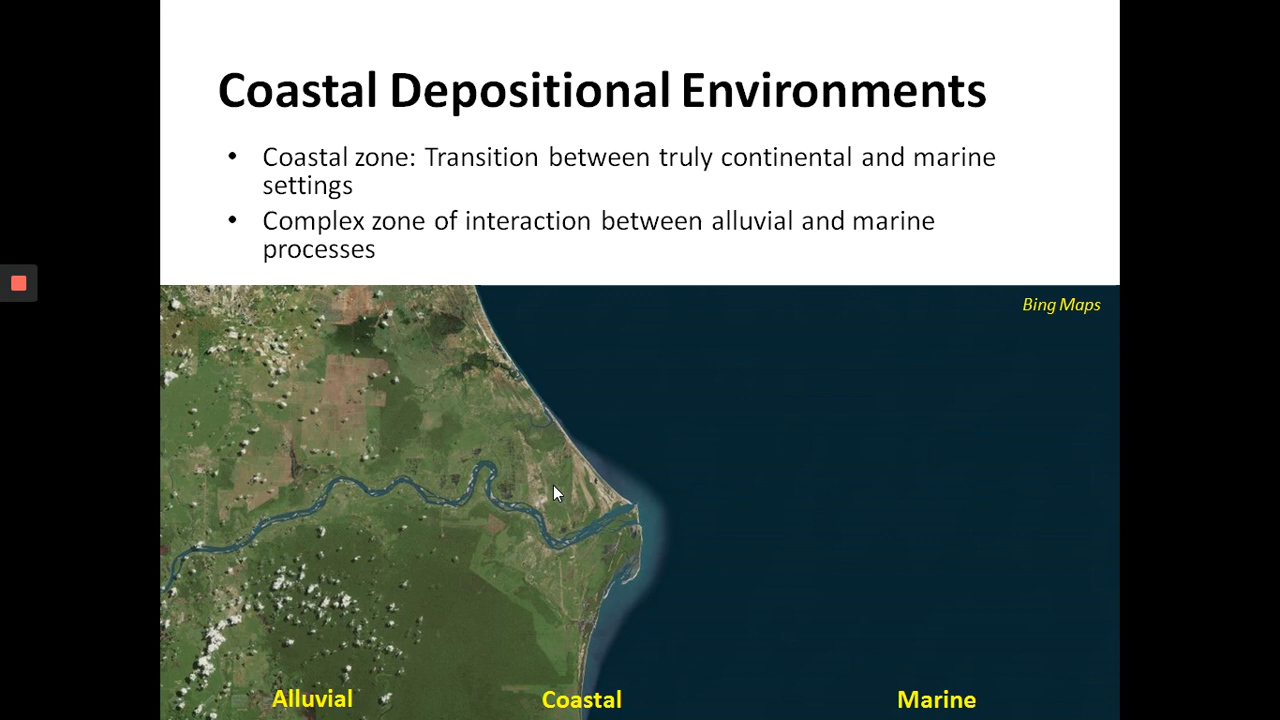 Coastal Depositional Environments
• Coastal zone: Transition between truly continental and marine
settings
• Complex zone of interaction between alluvial and marine
processes
Bing Maps
Alluvial Coastal Marine